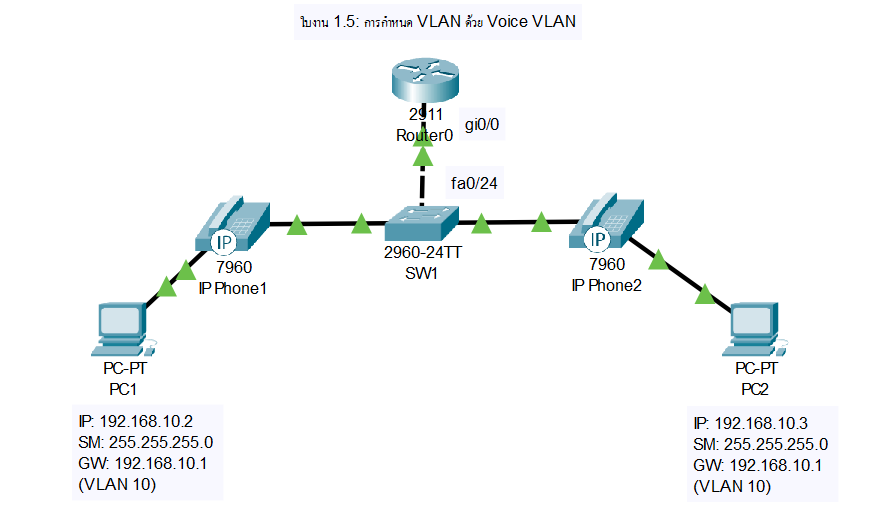 ใบงาน 1.5: การกำหนด VLAN ด้วย Voice VLAN
2911
Router0
gi0/0
fa0/24
IP
7960
IP Phone1
2960-24TT
SW1
IP
7960
IP Phone2
PC-PT
PC1
PC-PT
PC2
IP: 192.168.10.2
SM: 255.255.255.0
GW: 192.168.10.1
(VLAN 10)
IP: 192.168.10.3
SM: 255.255.255.0
GW: 192.168.10.1
(VLAN 10)